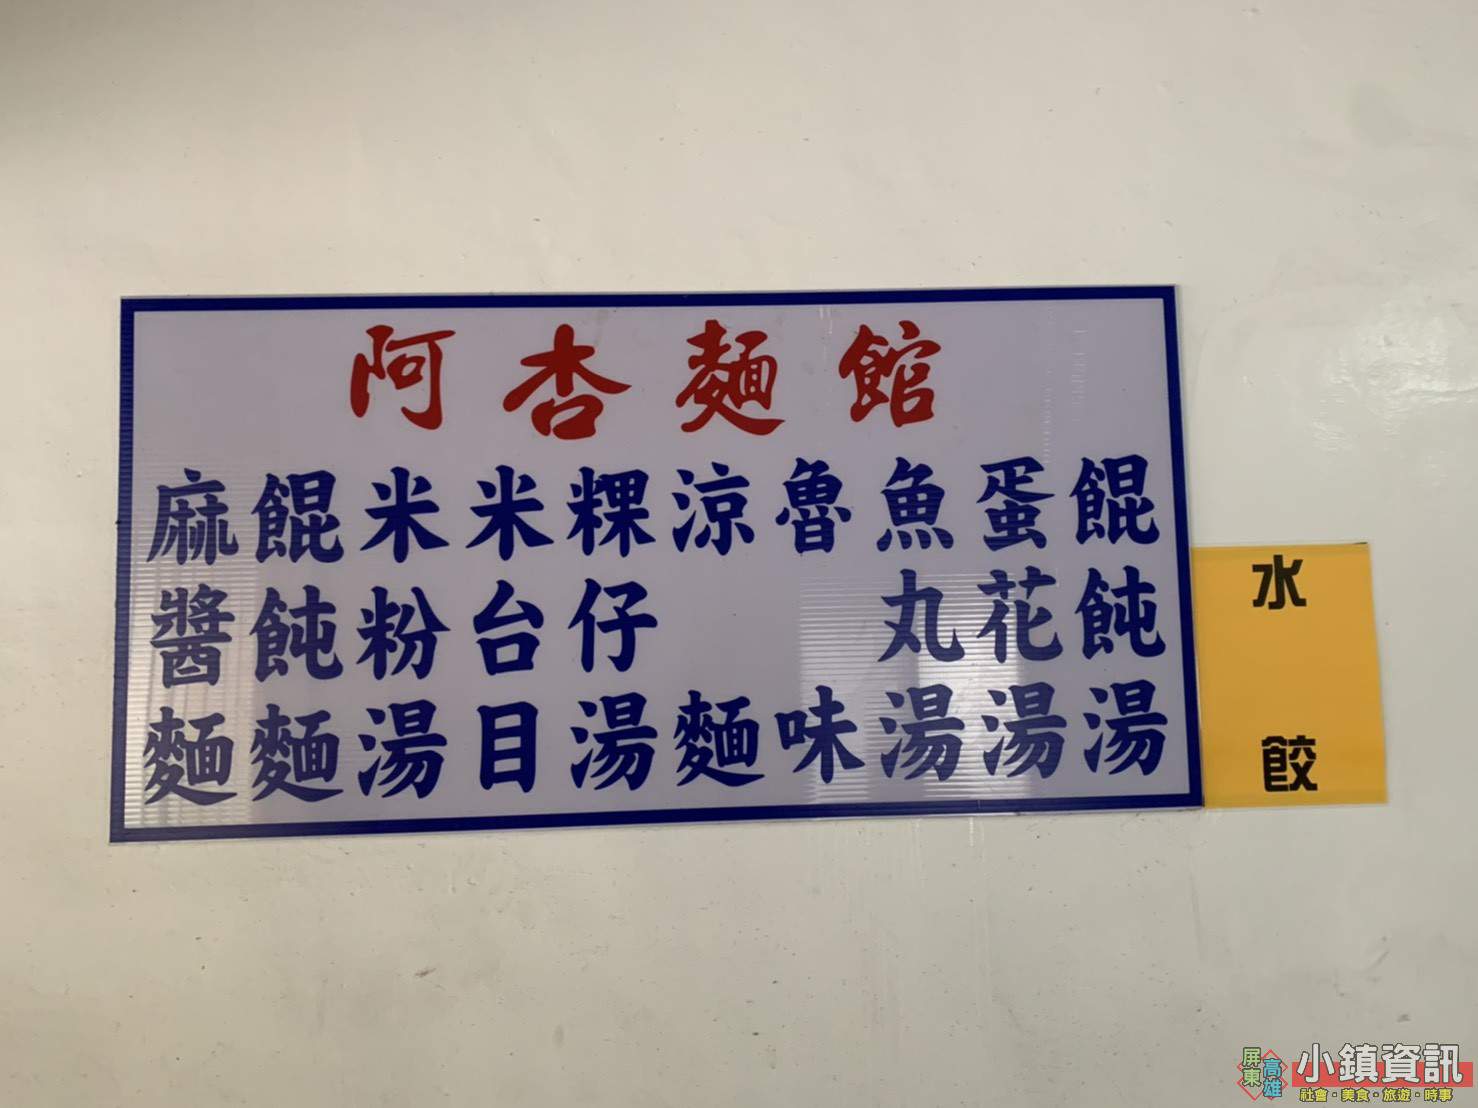 阿杏麵館
麻醬麵
餛飩麵
米粉湯
米台目
粿仔湯
涼麵
魯味
魚丸湯
蛋花湯
餛飩湯
水餃
屏東
高雄
小鎮資訊
社會·美食·旅遊·時事